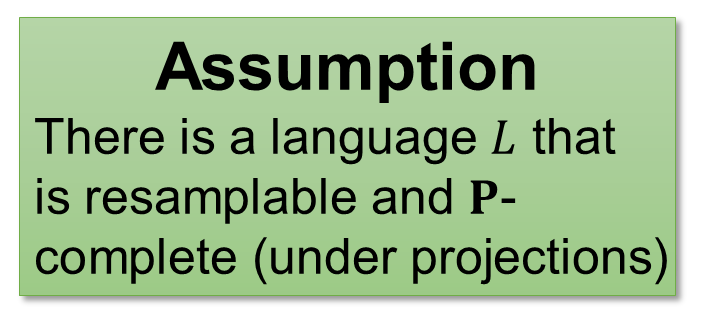 Assumption
There is a language L that
is resamplable and P-
complete (under projections)